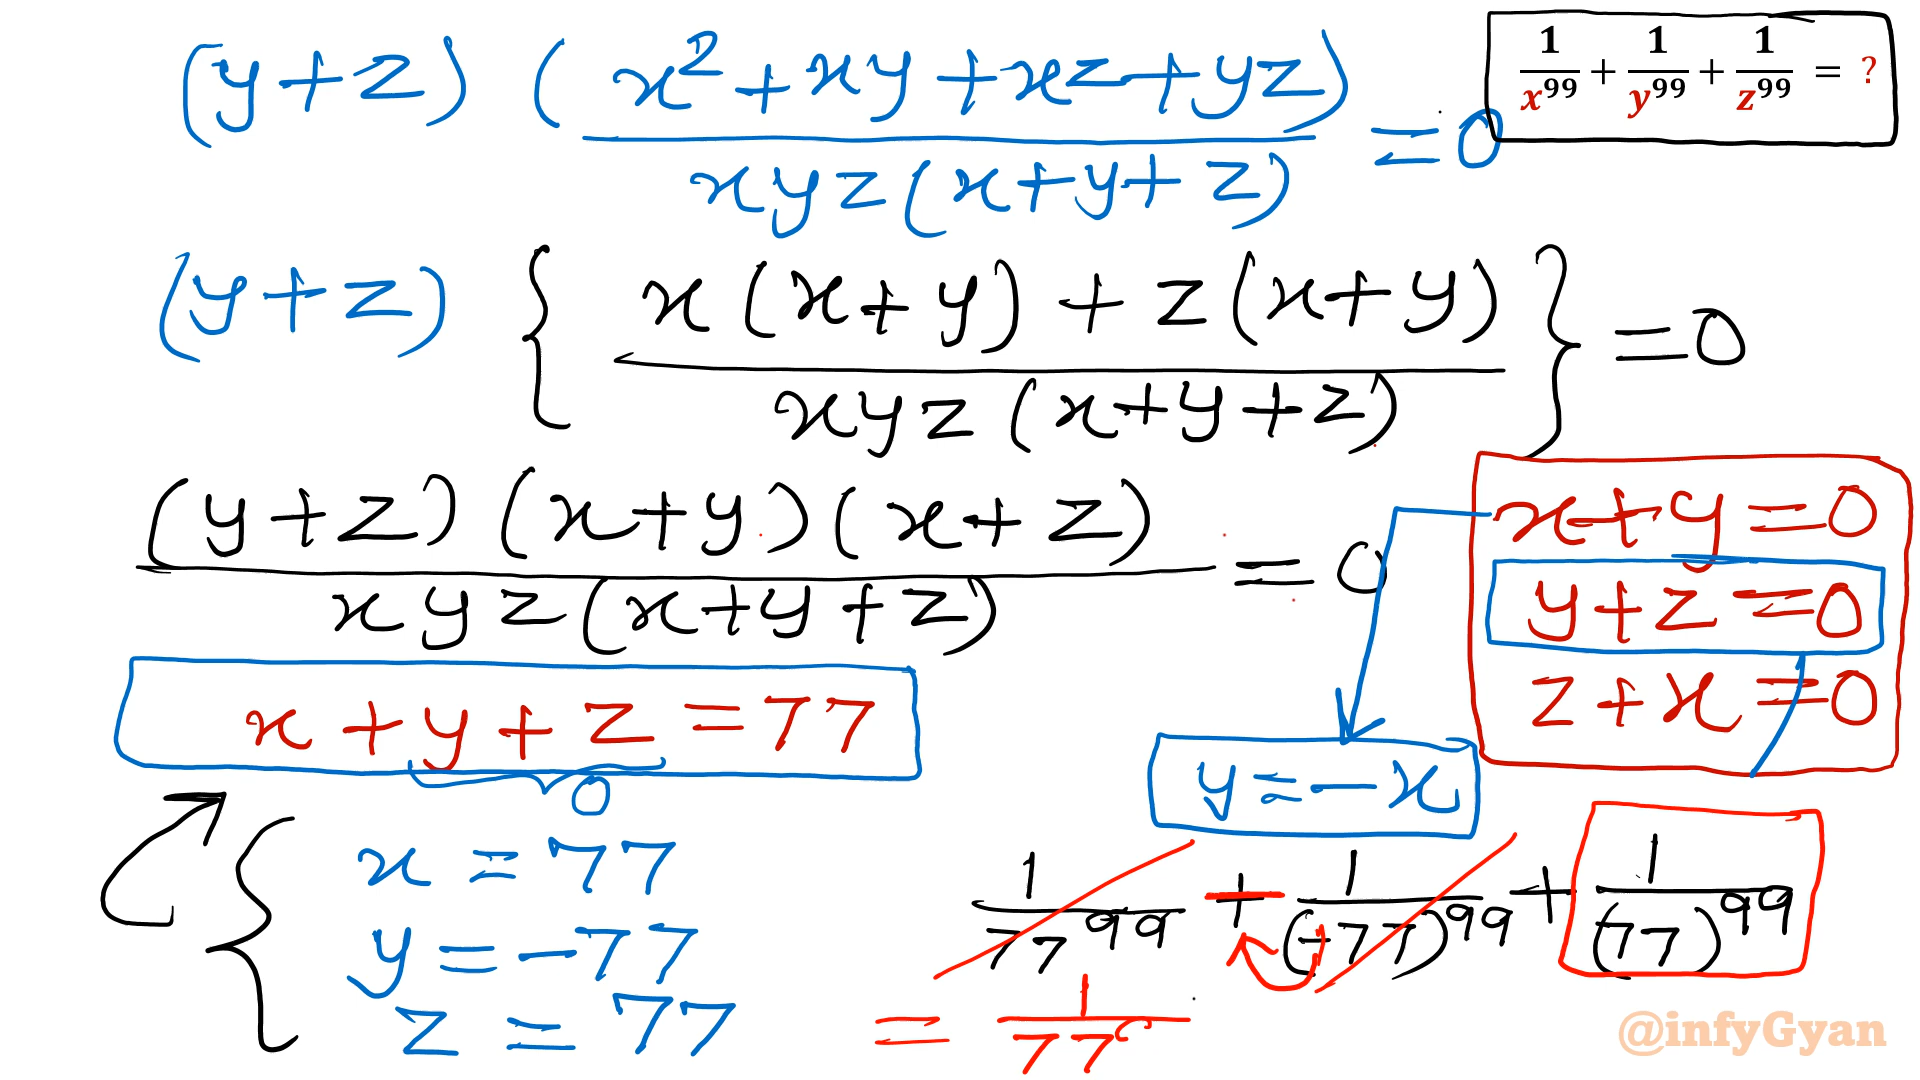 1/x⁹⁹ + 1/y⁹⁹ + 1/z⁹⁹ = ?
(y+z) (x²+xy+xz+yz)/xyz(x+y+z) = 0
(y+z) { x(x+y)+z(x+y)/xyz(x+y+z) } = 0
(y+z)(x+y)(x+z)/xyz(x+y+z) = 0
x+y=0
y+z=0
z+x=0
x+y+z=77
0
y=-x
x=77
y=-77
z=77
1/77⁹⁹ + 1/(-77)⁹⁹ + 1/(77)⁹⁹
= 1/77
@infyGyan